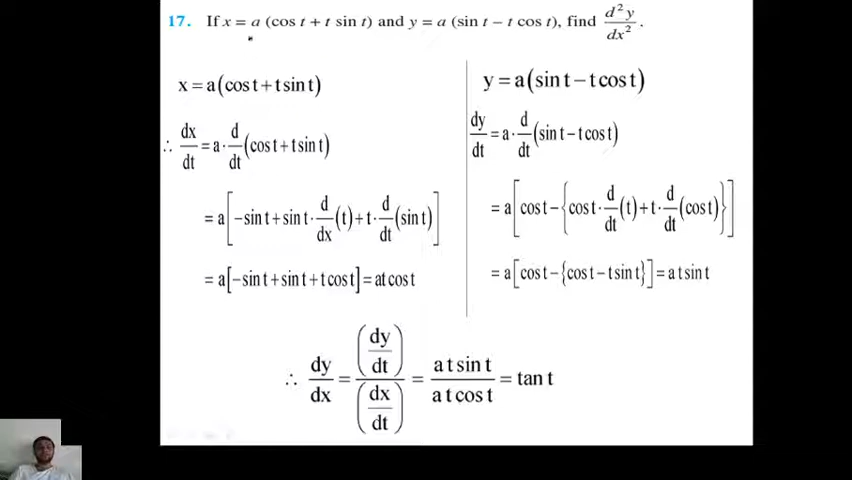 17. If x = a (cos t + t sin t) and y = a (sin t − t cos t), find d²y/dx² .
x = a(cos t + t sin t)
∴ dx/dt = a · d/dt (cos t + t sin t)
= a[−sin t + sin t · d/dx (t) + t · d/dt (sin t)]
= a[−sin t + sin t + t cos t] = at cos t
y = a(sin t − t cos t)
dy/dt = a · d/dt (sin t − t cos t)
= a[cos t − {cos t · d/dt (t) + t · d/dt (cos t)}]
= a[cos t − {cos t − t sin t}] = a t sin t
∴ dy/dx = (dy/dt)/(dx/dt) = a t sin t/a t cos t = tan t